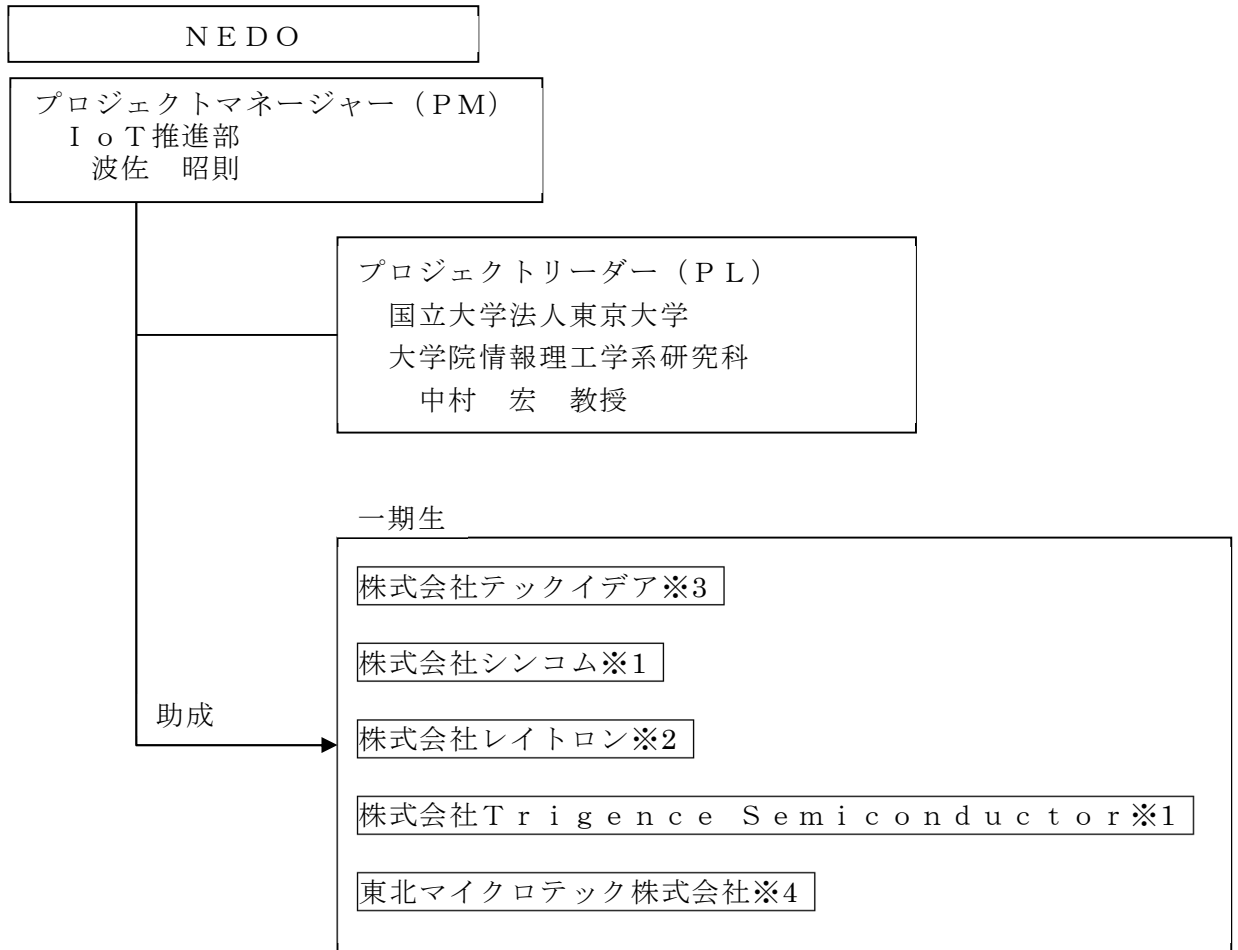 ＮＥＤＯ
プロジェクトマネージャー（ＰＭ）
ＩｏＴ推進部
波佐　昭則
プロジェクトリーダー（ＰＬ）
国立大学法人東京大学
大学院情報理工学系研究科
中村　宏　教授
一期生
株式会社テックイデア※3
株式会社シンコム※1
助成
株式会社レイトロン※2
株式会社Ｔｒｉｇｅｎｃｅ　Ｓｅｍｉｃｏｎｄｕｃｔｏｒ※1
東北マイクロテック株式会社※4